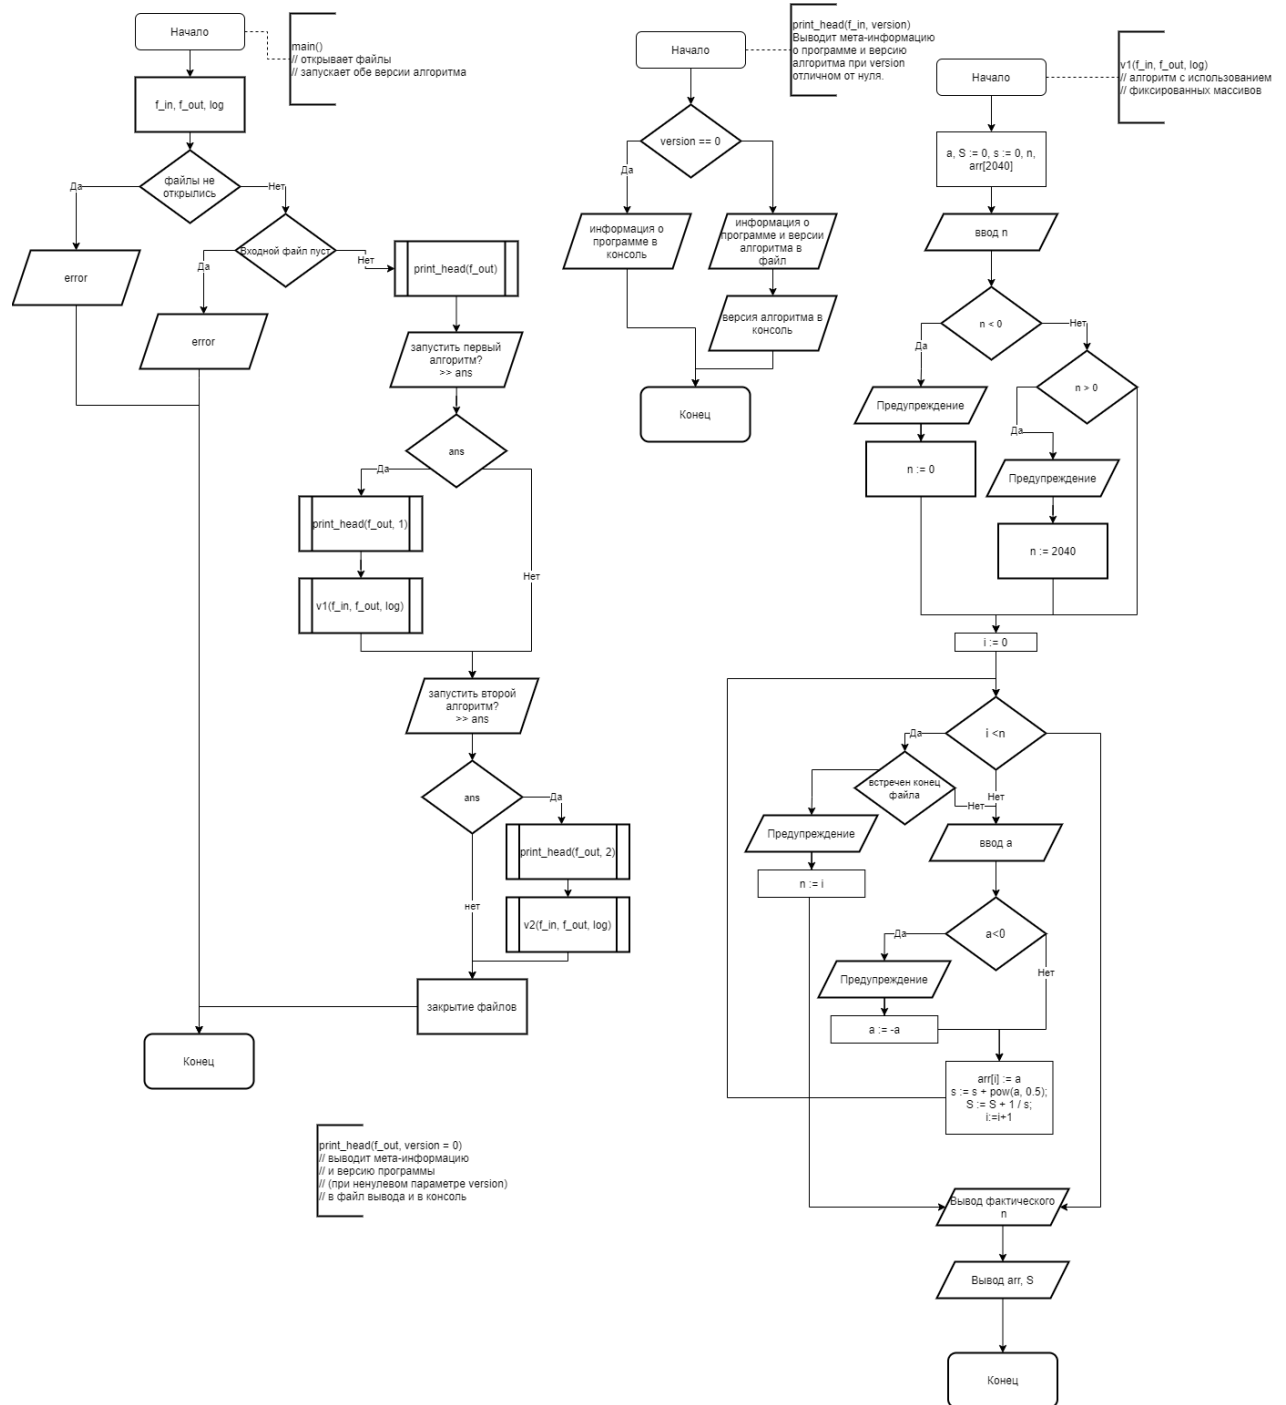 Начало
main()
// открывает файлы
// запускает обе версии алгоритма
f_in, f_out, log
файлы не
открылись
Да
Нет
error
Входной файл пуст
Да
Нет
error
print_head(f_out)
запустить первый
алгоритм?
>> ans
ans
Да
Нет
print_head(f_out, 1)
v1(f_in, f_out, log)
запустить второй
алгоритм?
>> ans
ans
Да
нет
print_head(f_out, 2)
v2(f_in, f_out, log)
закрытие файлов
Конец
print_head(f_out, version = 0)
// выводит мета-информацию
// и версию программы
// (при ненулевом параметре version)
// в файл вывода и в консоль
Начало
print_head(f_in, version)
Выводит мета-информацию
о программе и версию
алгоритма при version
отличном от нуля.
version == 0
Да
информация о
программе в
консоль
информация о
программе и версии
алгоритма в
файл
версия алгоритма в
консоль
Конец
Начало
v1(f_in, f_out, log)
// алгоритм с использованием
// фиксированных массивов
a, S := 0, s := 0, n,
arr[2040]
ввод n
n < 0
Да
Нет
Предупреждение
n := 0
n > 0
Да
Предупреждение
n := 2040
i := 0
i <n
Да
Нет
встречен конец
файла
Нет
Предупреждение
n := i
ввод a
a<0
Да
Нет
Предупреждение
a := -a
arr[i] := a
s := s + pow(a, 0.5);
S := S + 1 / s;
i:=i+1
Вывод фактического
n
Вывод arr, S
Конец